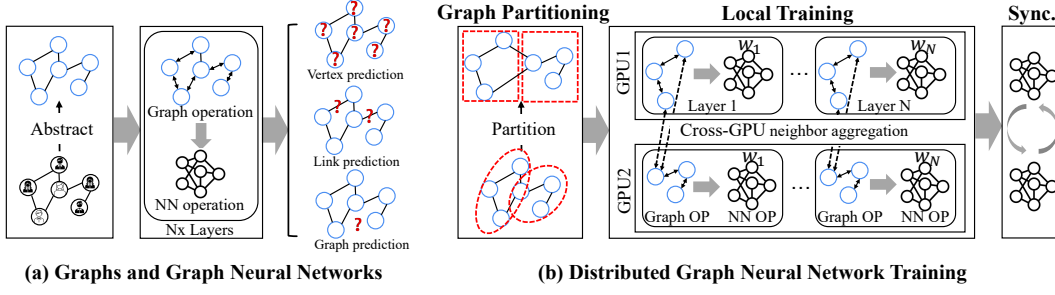 Abstract
Graph operation
NN operation
Nx Layers
? ? ? ? ? ?
Vertex prediction
? ?
Link prediction
?
Graph prediction
(a) Graphs and Graph Neural Networks
Graph Partitioning
Partition
Local Training
GPU1
W1
...
WN
Layer 1
Layer N
Cross-GPU neighbor aggregation
GPU2
W1
...
WN
Graph OP
NN OP
Graph OP
NN OP
Sync.
(b) Distributed Graph Neural Network Training